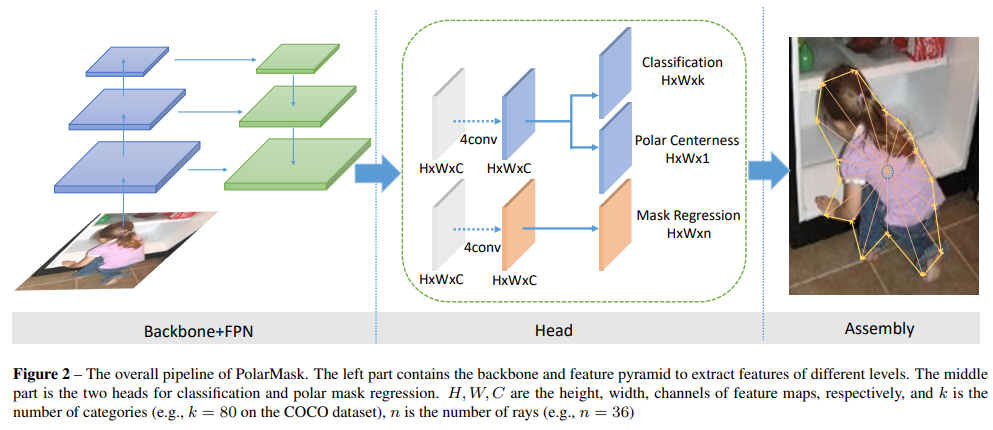 Classification
HxWxk
4conv
HxWxC HxWxC
Polar Centerness
HxWx1
Mask Regression
HxWxn
4conv
HxWxC HxWxC
Backbone+FPN Head Assembly
Figure 2 – The overall pipeline of PolarMask. The left part contains the backbone and feature pyramid to extract features of different levels. The middle
part is the two heads for classification and polar mask regression. H, W, C are the height, width, channels of feature maps, respectively, and k is the
number of categories (e.g., k = 80 on the COCO dataset), n is the number of rays (e.g., n = 36)